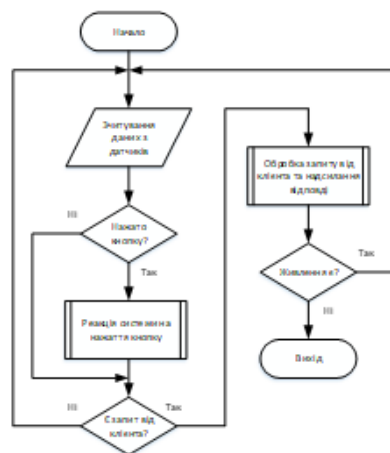 Начало
Зчитування
даних з
датчиків
Ні
Нажато
кнопку?
Так
Реакція системи на
нажаття кнопку
Ні
Є запит від
клієнта?
Так
Обробка запиту від
клієнта та надсилання
відповіді
Живлення є?
Так
Ні
Вихід